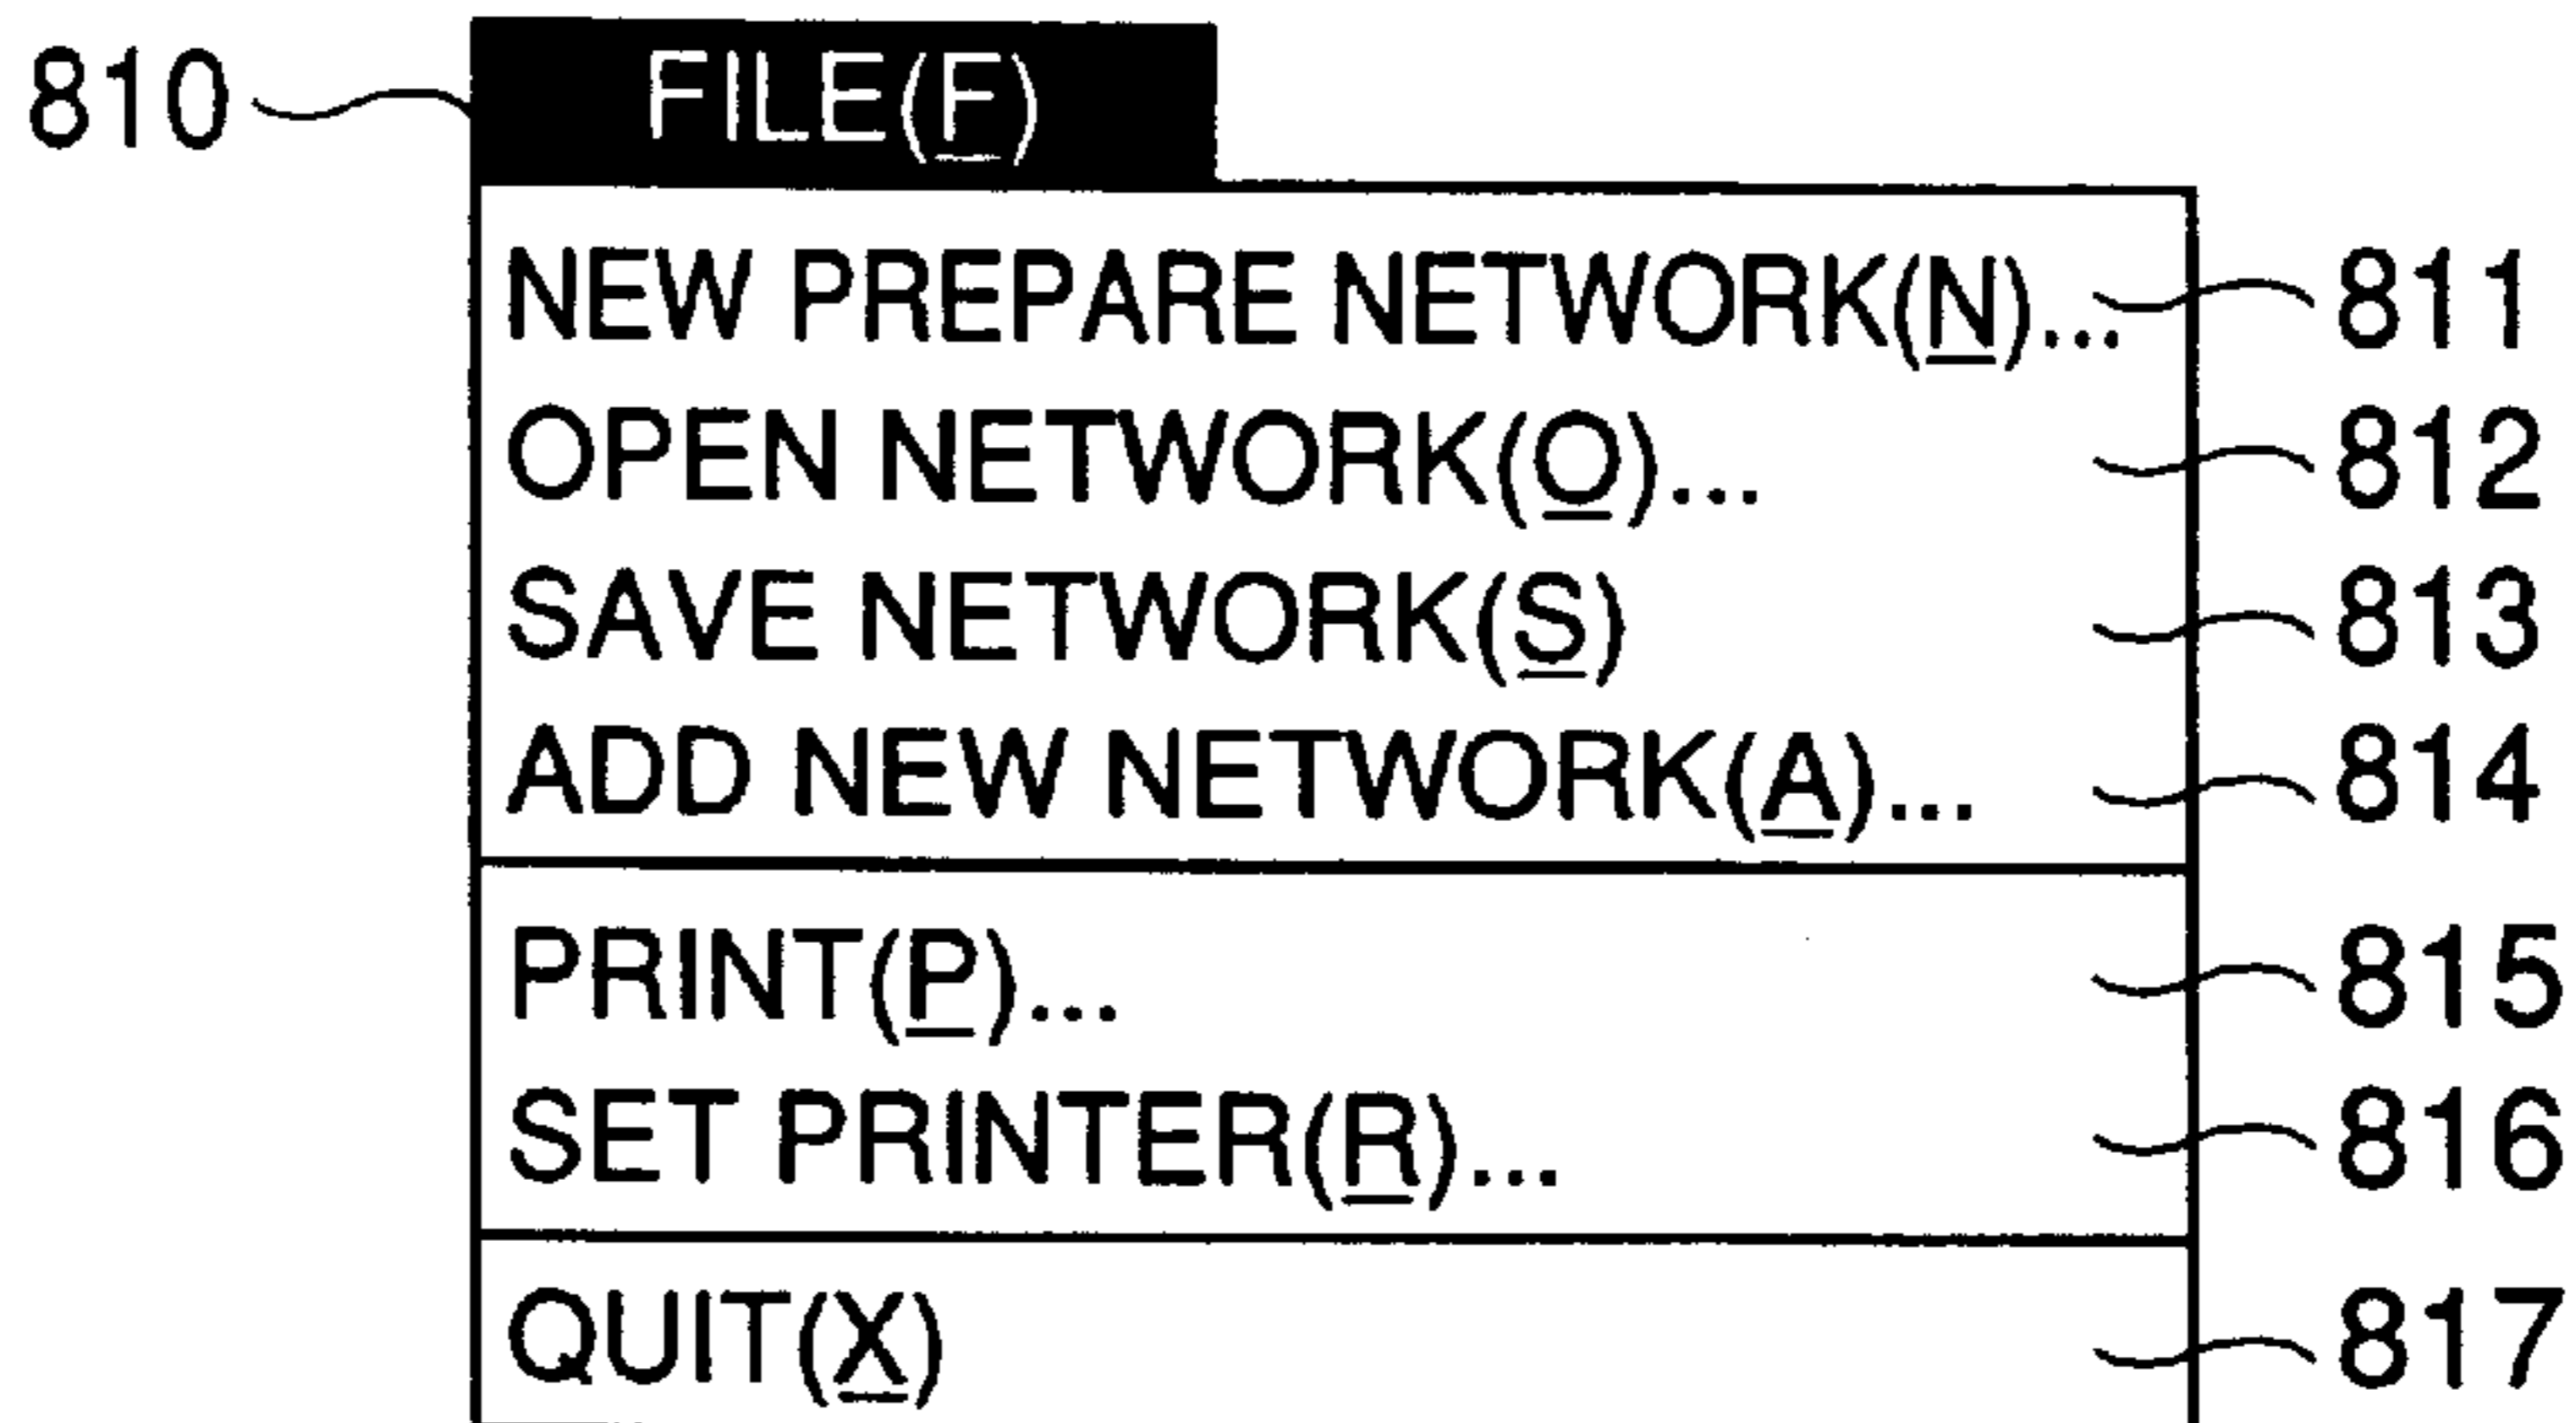 810 FILE(F)
NEW PREPARE NETWORK(N)... 811
OPEN NETWORK(O)... 812
SAVE NETWORK(S) 813
ADD NEW NETWORK(A)... 814
PRINT(P)... 815
SET PRINTER(R)... 816
QUIT(X) 817